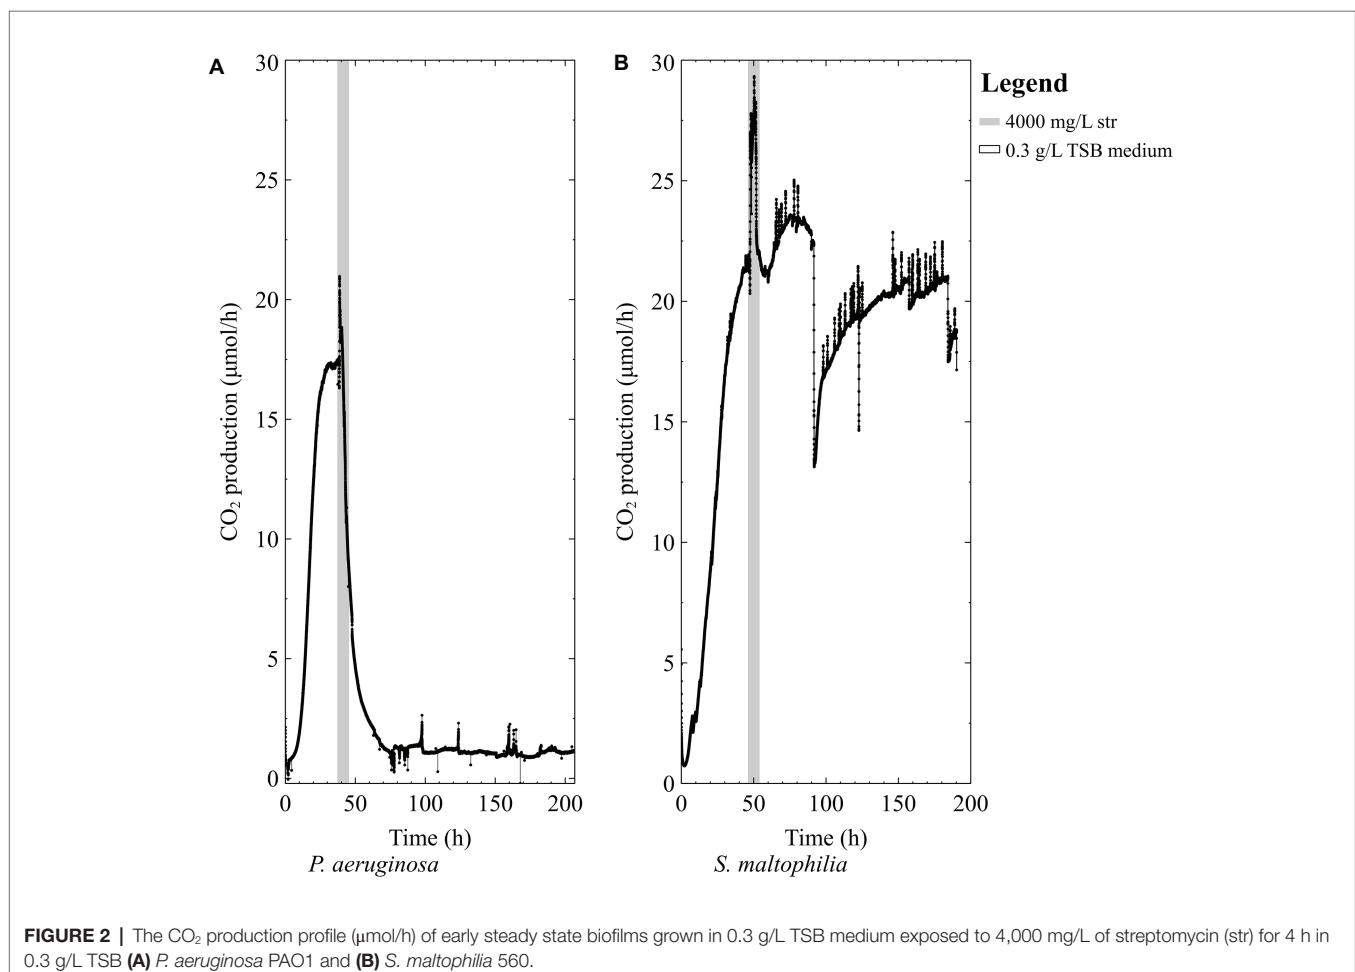 A
30
25
20
15
10
5
0
CO₂ production (μmol/h)
0
50
100
150
200
Time (h)
P. aeruginosa
B
30
25
20
15
10
5
0
CO₂ production (μmol/h)
0
50
100
150
200
Time (h)
S. maltophilia
Legend
4000 mg/L str
0.3 g/L TSB medium
FIGURE 2 | The CO₂ production profile (μmol/h) of early steady state biofilms grown in 0.3 g/L TSB medium exposed to 4,000 mg/L of streptomycin (str) for 4 h in
0.3 g/L TSB (A) P. aeruginosa PAO1 and (B) S. maltophilia 560.